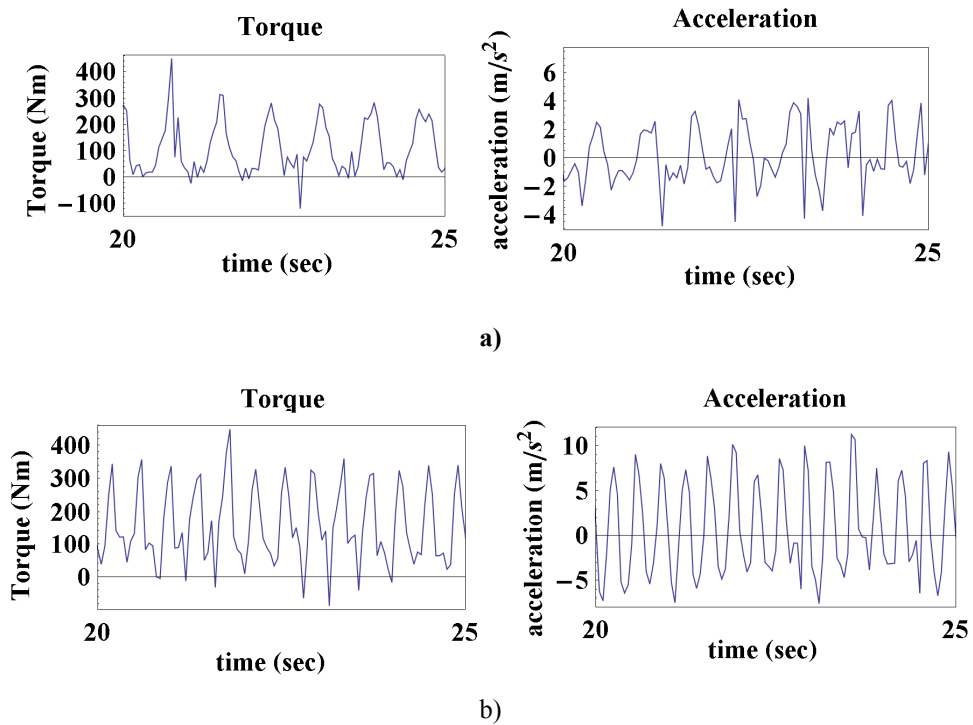 Torque
Torque (Nm)
400
300
200
100
0
−100
20
25
time (sec)
Acceleration
acceleration (m/s²)
6
4
2
0
−2
−4
20
25
time (sec)
a)
Torque
Torque (Nm)
400
300
200
100
0
20
25
time (sec)
Acceleration
acceleration (m/s²)
10
5
0
−5
20
25
time (sec)
b)